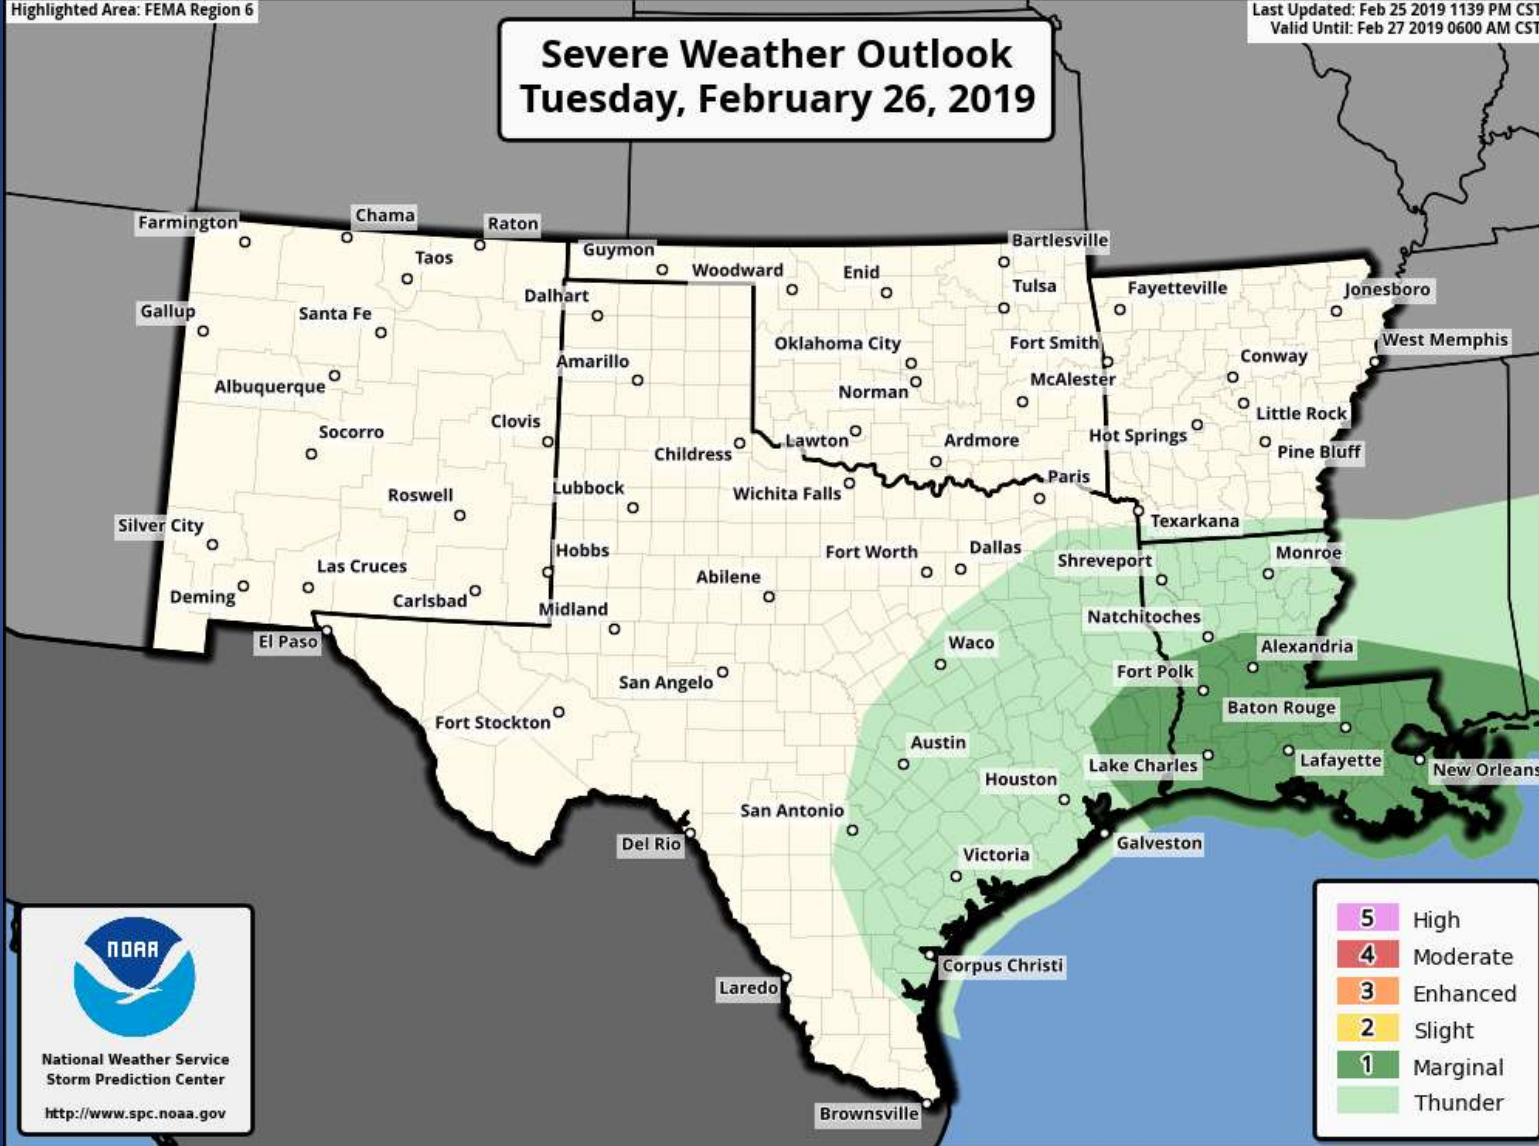 Highlighted Area: FEMA Region 6
Last Updated: Feb 25 2019 1139 PM CST
Valid Until: Feb 27 2019 0600 AM CST
Severe Weather Outlook
Tuesday, February 26, 2019
Farmington
Chama
Raton
Guymon
Bartlesville
Taos
Woodward
Enid
Tulsa
Fayetteville
Jonesboro
Dalhart
Gallup
Santa Fe
Oklahoma City
Fort Smith
West Memphis
Amarillo
Conway
Albuquerque
Norman
McAlester
Little Rock
Clovis
Socorro
Childress
Lawton
Ardmore
Hot Springs
Pine Bluff
Roswell
Lubbock
Wichita Falls
Paris
Silver City
Texarkana
Hobbs
Fort Worth
Dallas
Shreveport
Monroe
Las Cruces
Abilene
Deming
Carlsbad
Midland
Natchitoches
El Paso
Waco
Alexandria
San Angelo
Fort Polk
Fort Stockton
Baton Rouge
Austin
Houston
Lake Charles
Lafayette
New Orleans
San Antonio
Del Rio
Victoria
Galveston
Corpus Christi
Laredo
Brownsville
NOAA
National Weather Service
Storm Prediction Center
http://www.spc.noaa.gov
5 High
4 Moderate
3 Enhanced
2 Slight
1 Marginal
Thunder